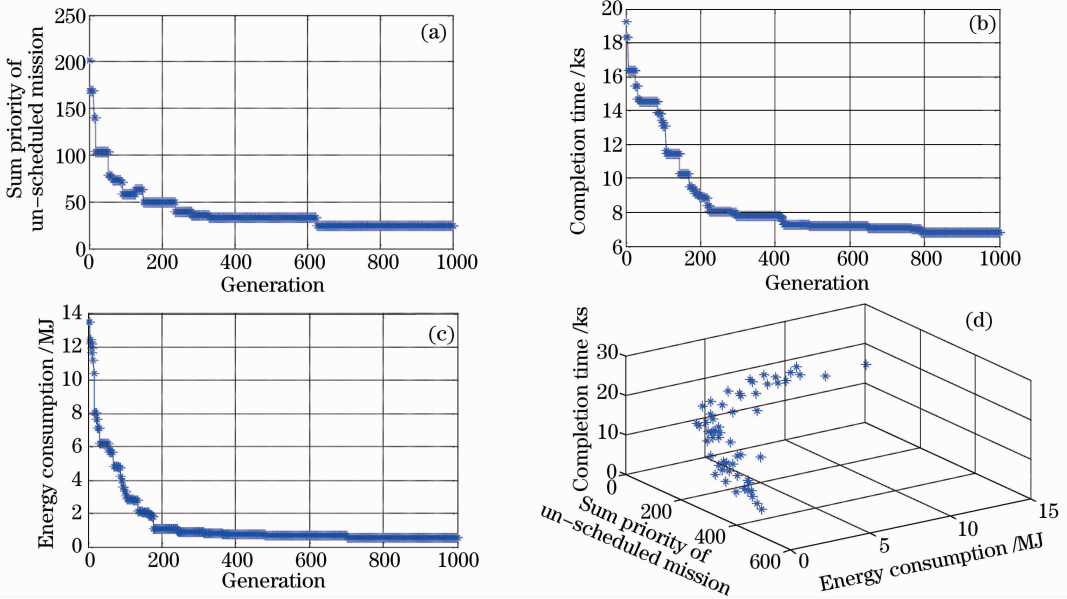 250
200
150
100
50
0
0 200 400 600 800 1000
Sum priority of
un-scheduled mission
Generation
(a)
20
18
16
14
12
10
8
6
0 200 400 600 800 1000
Completion time /ks
Generation
(b)
14
12
10
8
6
4
2
0
0 200 400 600 800 1000
Energy consumption /MJ
Generation
(c)
30
20
10
0
0
200
400
600
0
5
10
15
Completion time /ks
Sum priority of
un-scheduled mission
Energy consumption /MJ
(d)